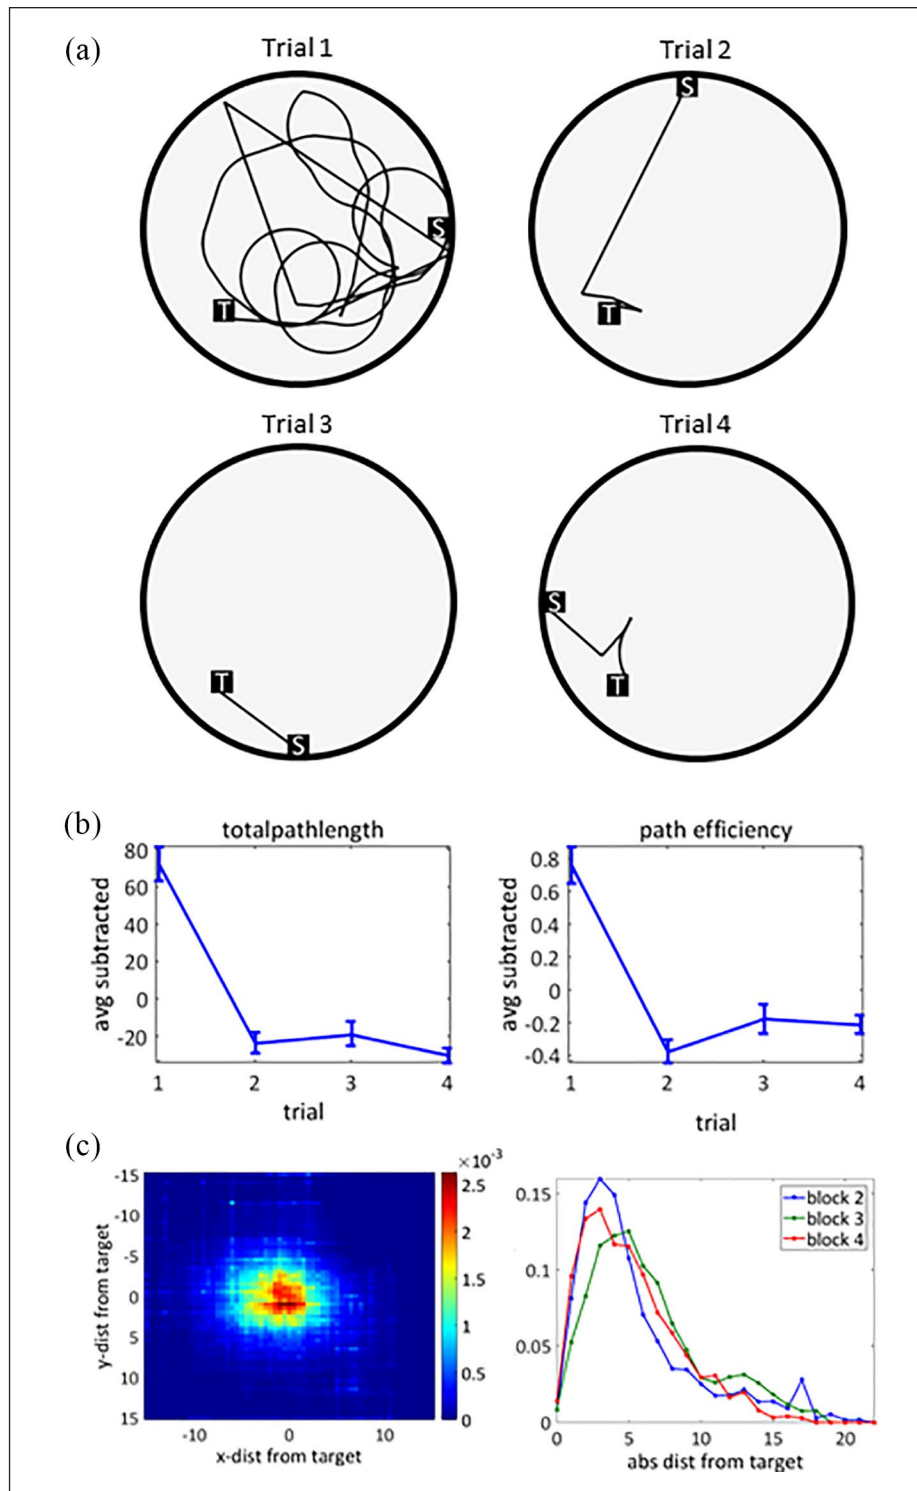 (a)
Trial 1
Trial 2
S
T
S
T
Trial 3
Trial 4
T
S
S
T
(b)
totalpathlength
path efficiency
avg subtracted
80
60
40
20
0
-20
1 2 3 4
trial
avg subtracted
0.8
0.6
0.4
0.2
0
-0.2
-0.4
1 2 3 4
trial
(c)
y-dist from target
-15
-10
-5
0
5
10
15
-10 0 10
x-dist from target
×10⁻³
2.5
2
1.5
1
0.5
0
0.15
0.1
0.05
0
block 2
block 3
block 4
0 5 10 15 20
abs dist from target